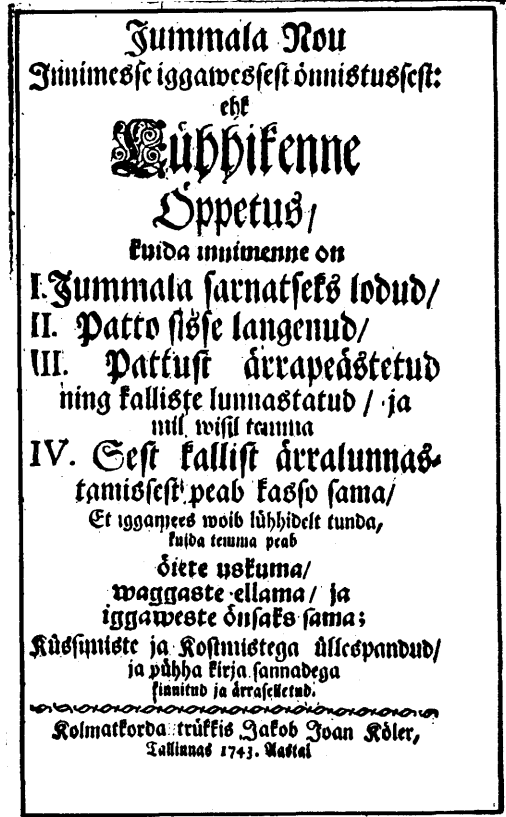 Jummala Nou
Innimesse iggawessest önnistussest:
ehk
Lühhikenne
Öppetus/
kuida innimenne on
I. Jummala sarnatseks lodud/
II. Patto sisse langenud/
III. Pattust ärrapeästetud
ning kalliste lunnastatud / ja
mil wisil temma
IV. Sest kallist ärralunnas-
tamissest peab kasso sama/
Et iggamees woib lühhidelt tunda,
kuida temma peab
öiete uskuma/
waggaste ellama / ja
iggaweste önsaks sama;
Küssimiste ja Kostmistega üllespandud/
ja pühha kirja sannadega
kinnitud ja ärraselletud.
Kolmatkorda trükkis Jakob Joan Köler,
Tallinnas 1743. Aastal